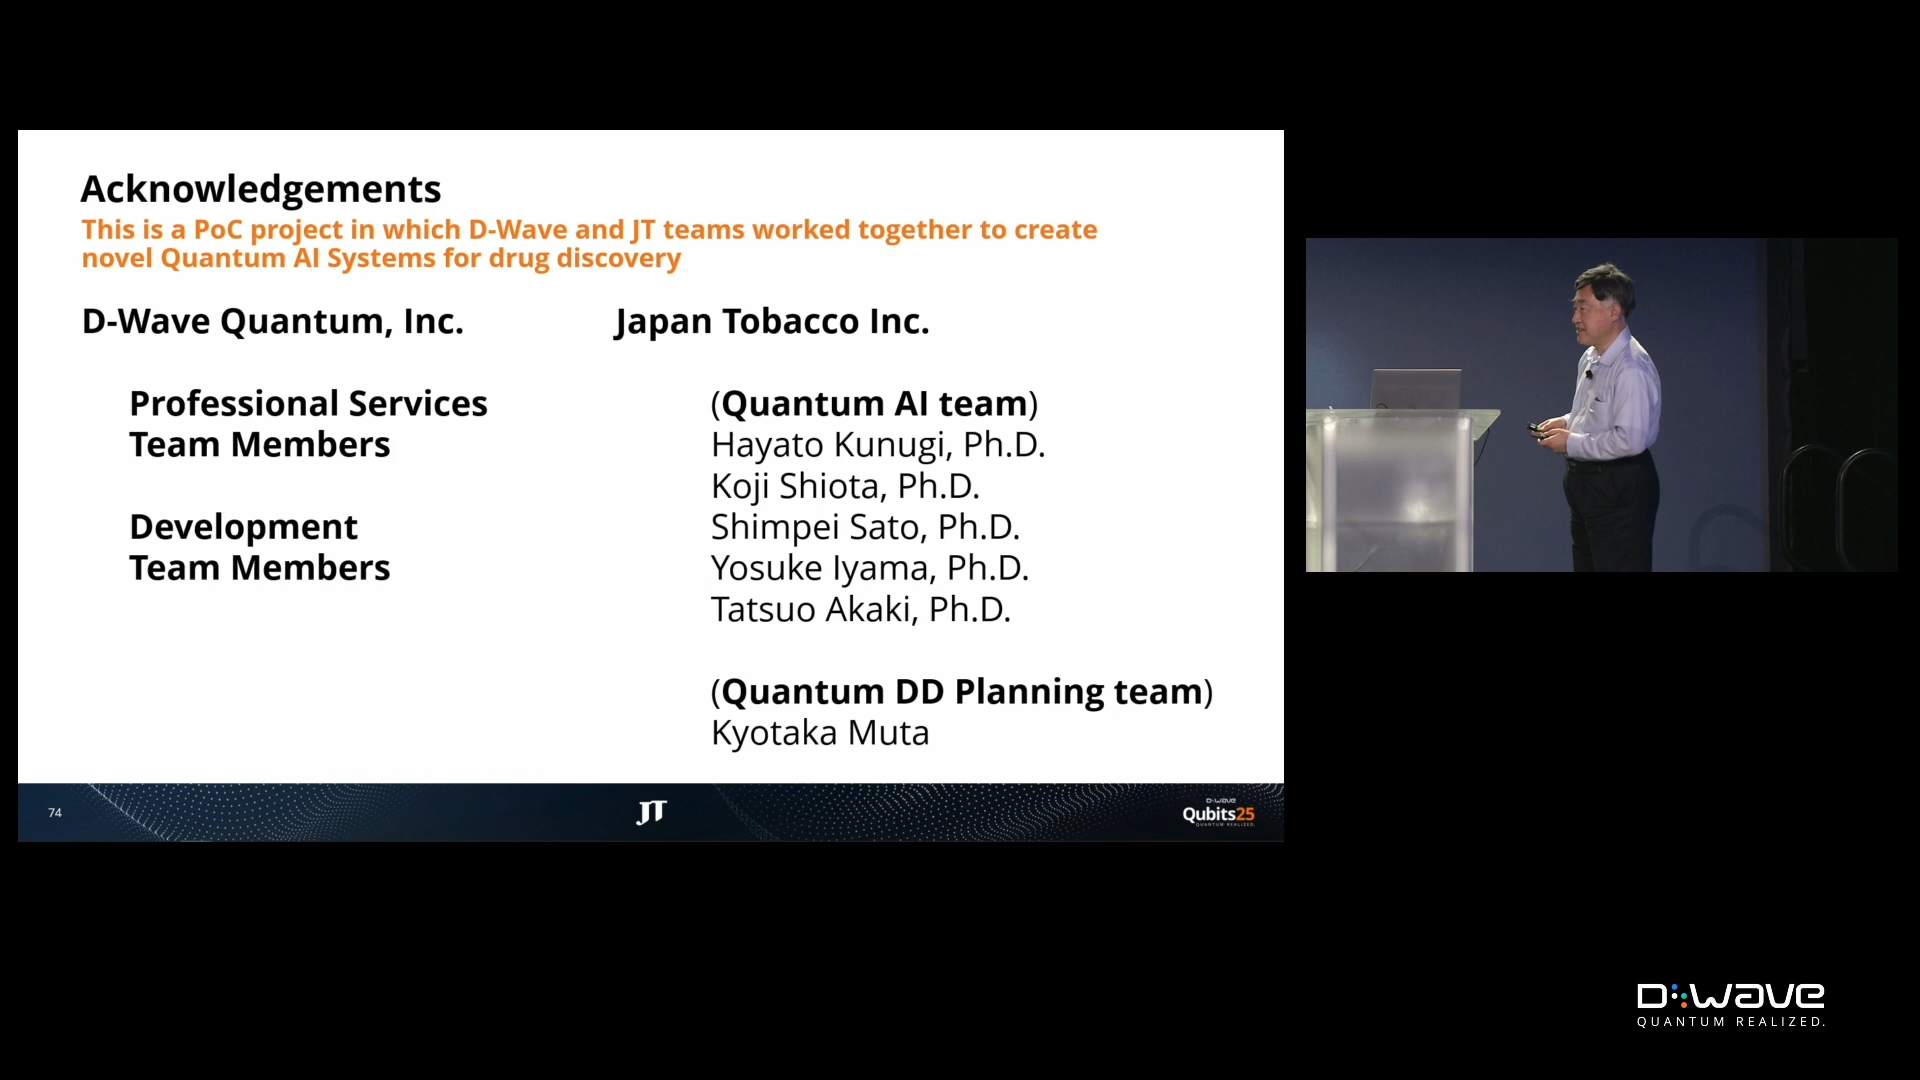 Acknowledgements
This is a PoC project in which D-Wave and JT teams worked together to create
novel Quantum AI Systems for drug discovery
D-Wave Quantum, Inc.
Professional Services
Team Members
Development
Team Members
Japan Tobacco Inc.
(Quantum AI team)
Hayato Kunugi, Ph.D.
Koji Shiota, Ph.D.
Shimpei Sato, Ph.D.
Yosuke Iyama, Ph.D.
Tatsuo Akaki, Ph.D.
(Quantum DD Planning team)
Kyotaka Muta
74
JT
D:Wave
Qubits25
QUANTUM REALIZED.
D:Wave
QUANTUM REALIZED.